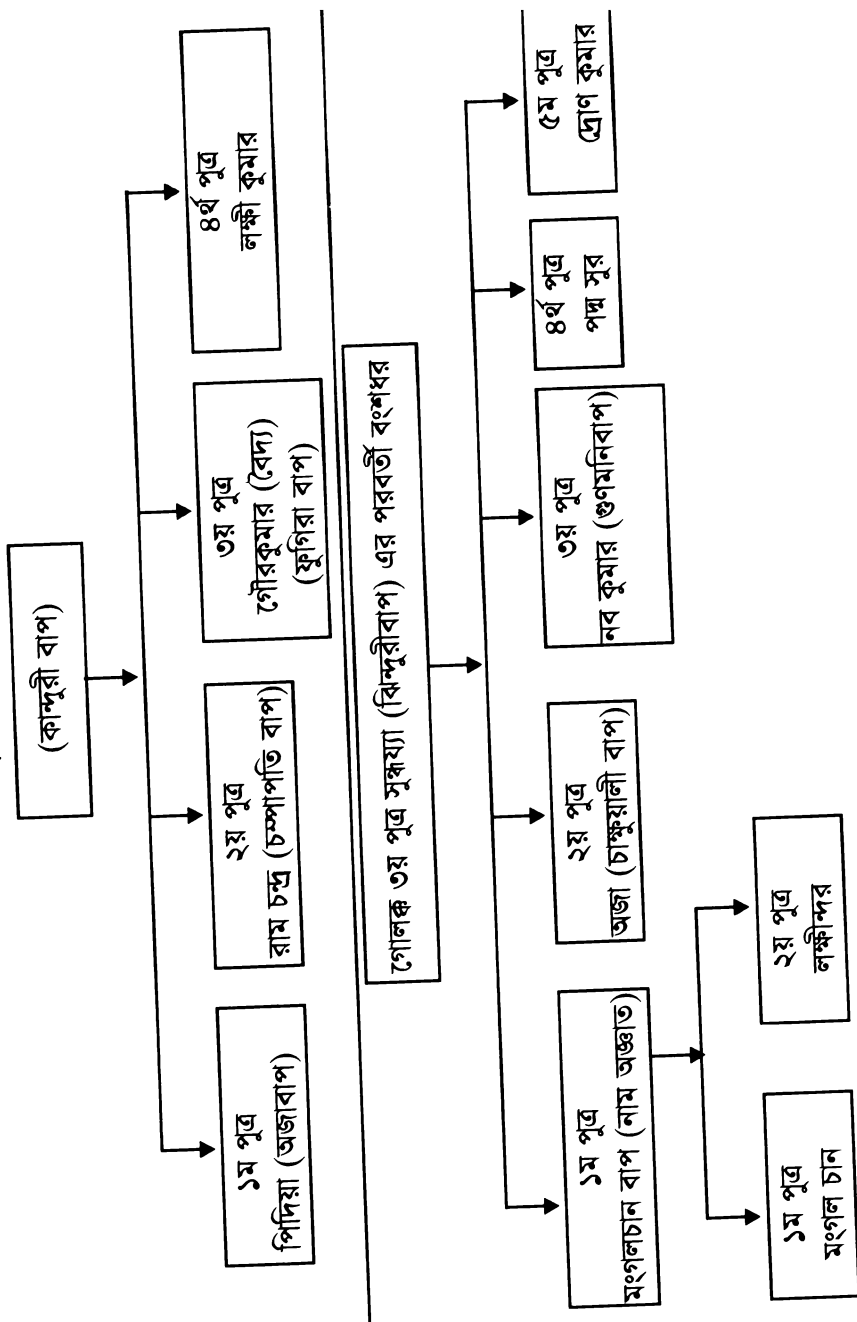 (কান্দুরী বাপ)
১ম পুত্র
পিদিয়া (অজাবাপ)
২য় পুত্র
রাম চন্দ্র (চম্পাপতি বাপ)
৩য় পুত্র
গৌরকুমার (বৈদ্য)
(ফুগিরা বাপ)
৪র্থ পুত্র
লক্ষী কুমার
গোলক্ক ৩য় পুত্র সুন্ধয্যা (ঝিন্দুরীবাপ) এর পরবর্তী বংশধর
১ম পুত্র
মংগলচান বাপ (নাম অজ্ঞাত)
২য় পুত্র
অজা (চাক্ষুয়ালী বাপ)
৩য় পুত্র
নব কুমার (গুণমনিবাপ)
৪র্থ পুত্র
পদ্ম সুর
৫ম পুত্র
দ্রোণ কুমার
১ম পুত্র
মংগল চান
২য় পুত্র
লক্ষীন্দর